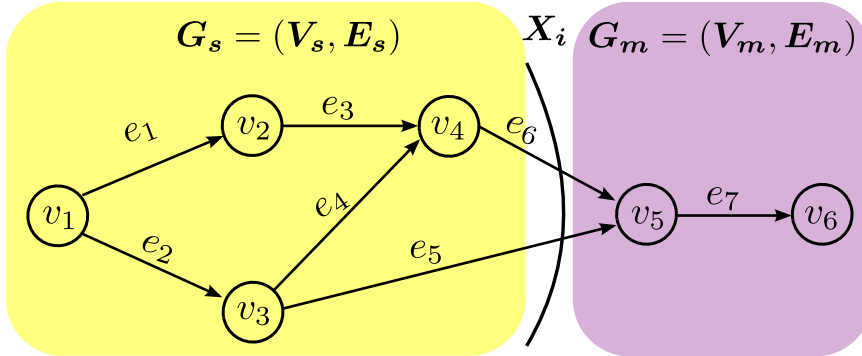 G_s = (V_s, E_s)
X_i
G_m = (V_m, E_m)
e_1
e_3
e_6
v_2
v_4
e_4
v_1
v_5
e_7
v_6
e_2
e_5
v_3